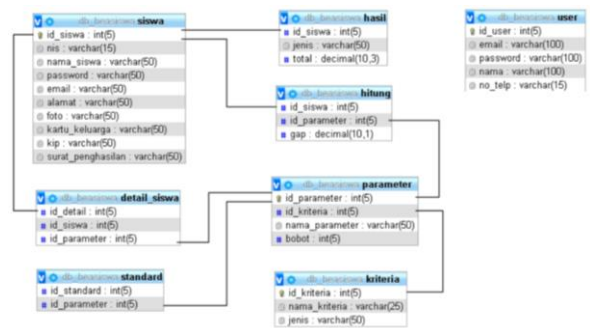 db_beasiswa siswa
id_siswa : int(5)
nis : varchar(15)
nama_siswa : varchar(50)
password : varchar(50)
email : varchar(50)
alamat : varchar(50)
foto : varchar(50)
kartu_keluarga : varchar(50)
kip : varchar(50)
surat_penghasilan : varchar(50)
db_beasiswa hasil
id_siswa : int(5)
jenis : varchar(50)
total : decimal(10,3)
db_beasiswa user
id_user : int(5)
email : varchar(100)
password : varchar(100)
nama : varchar(100)
no_telp : varchar(15)
db_beasiswa hitung
id_siswa : int(5)
id_parameter : int(5)
gap : decimal(10,1)
db_beasiswa detail_siswa
id_detail : int(5)
id_siswa : int(5)
id_parameter : int(5)
db_beasiswa parameter
id_parameter : int(5)
id_kriteria : int(5)
nama_parameter : varchar(50)
bobot : int(5)
db_beasiswa standard
id_standard : int(5)
id_parameter : int(5)
db_beasiswa kriteria
id_kriteria : int(5)
nama_kriteria : varchar(25)
jenis : varchar(50)